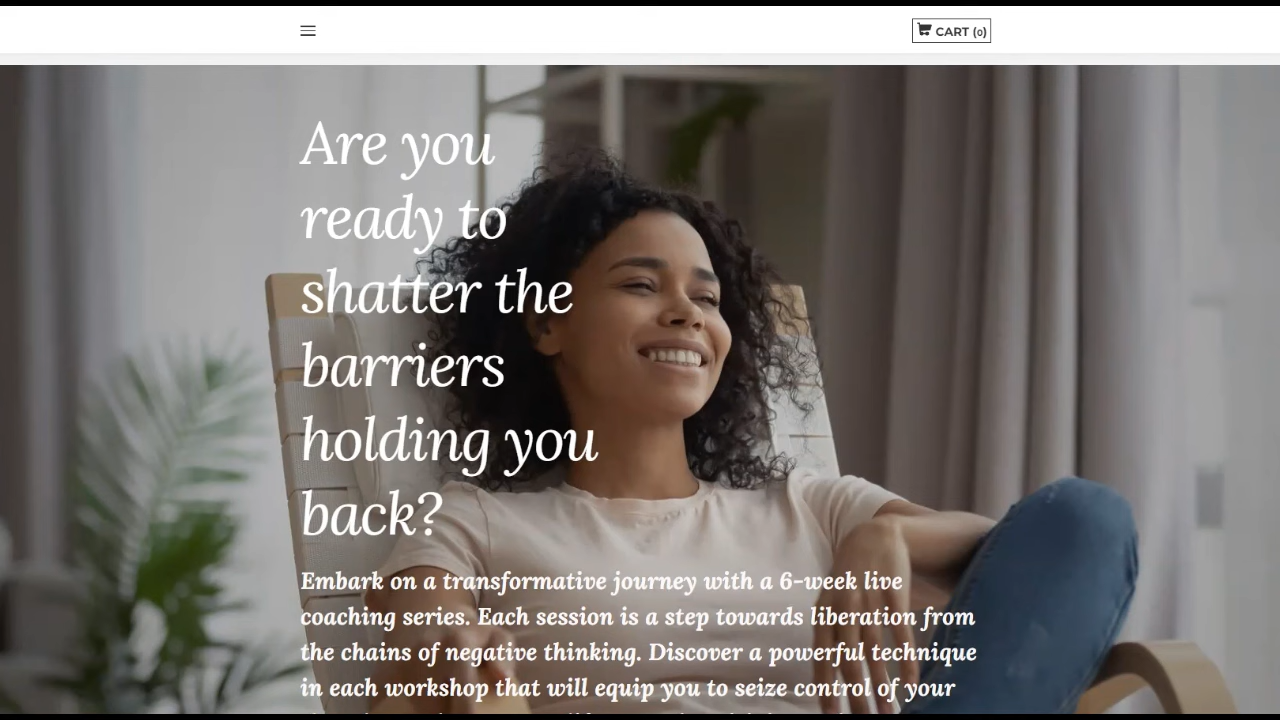 CART (0)
Are you
ready to
shatter the
barriers
holding you
back?
Embark on a transformative journey with a 6-week live
coaching series. Each session is a step towards liberation from
the chains of negative thinking. Discover a powerful technique
in each workshop that will equip you to seize control of your